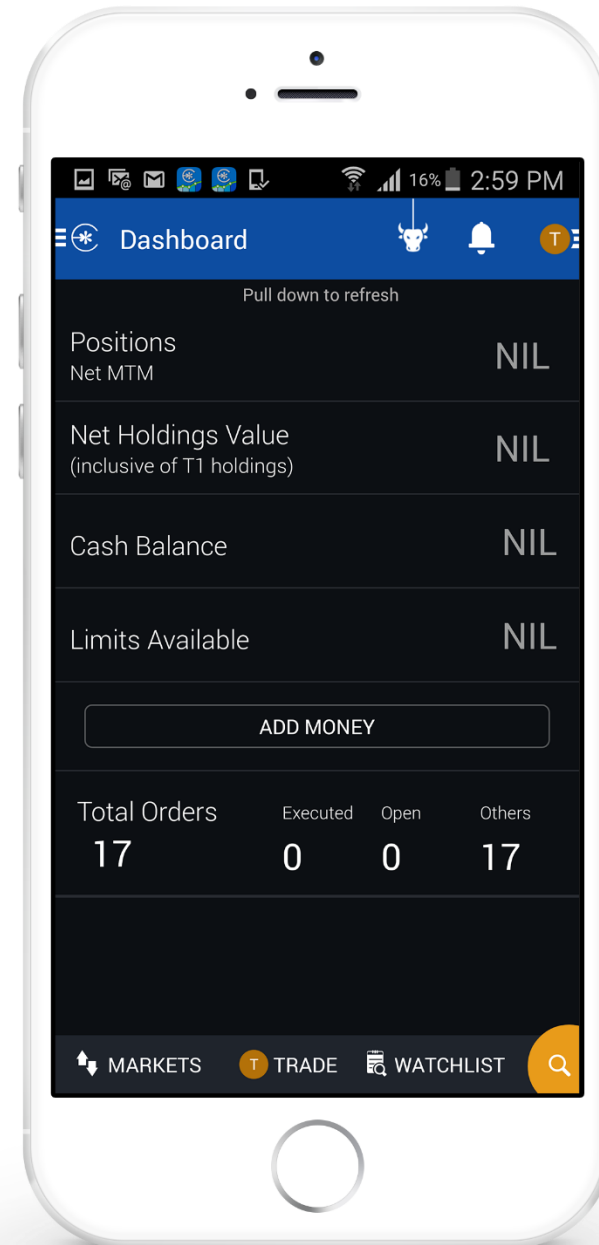 16% 2:59 PM
Dashboard T
Pull down to refresh
Positions
Net MTM
NIL
Net Holdings Value
(inclusive of T1 holdings)
NIL
Cash Balance NIL
Limits Available NIL
ADD MONEY
Total Orders Executed Open Others
17 0 0 17
MARKETS T TRADE WATCHLIST